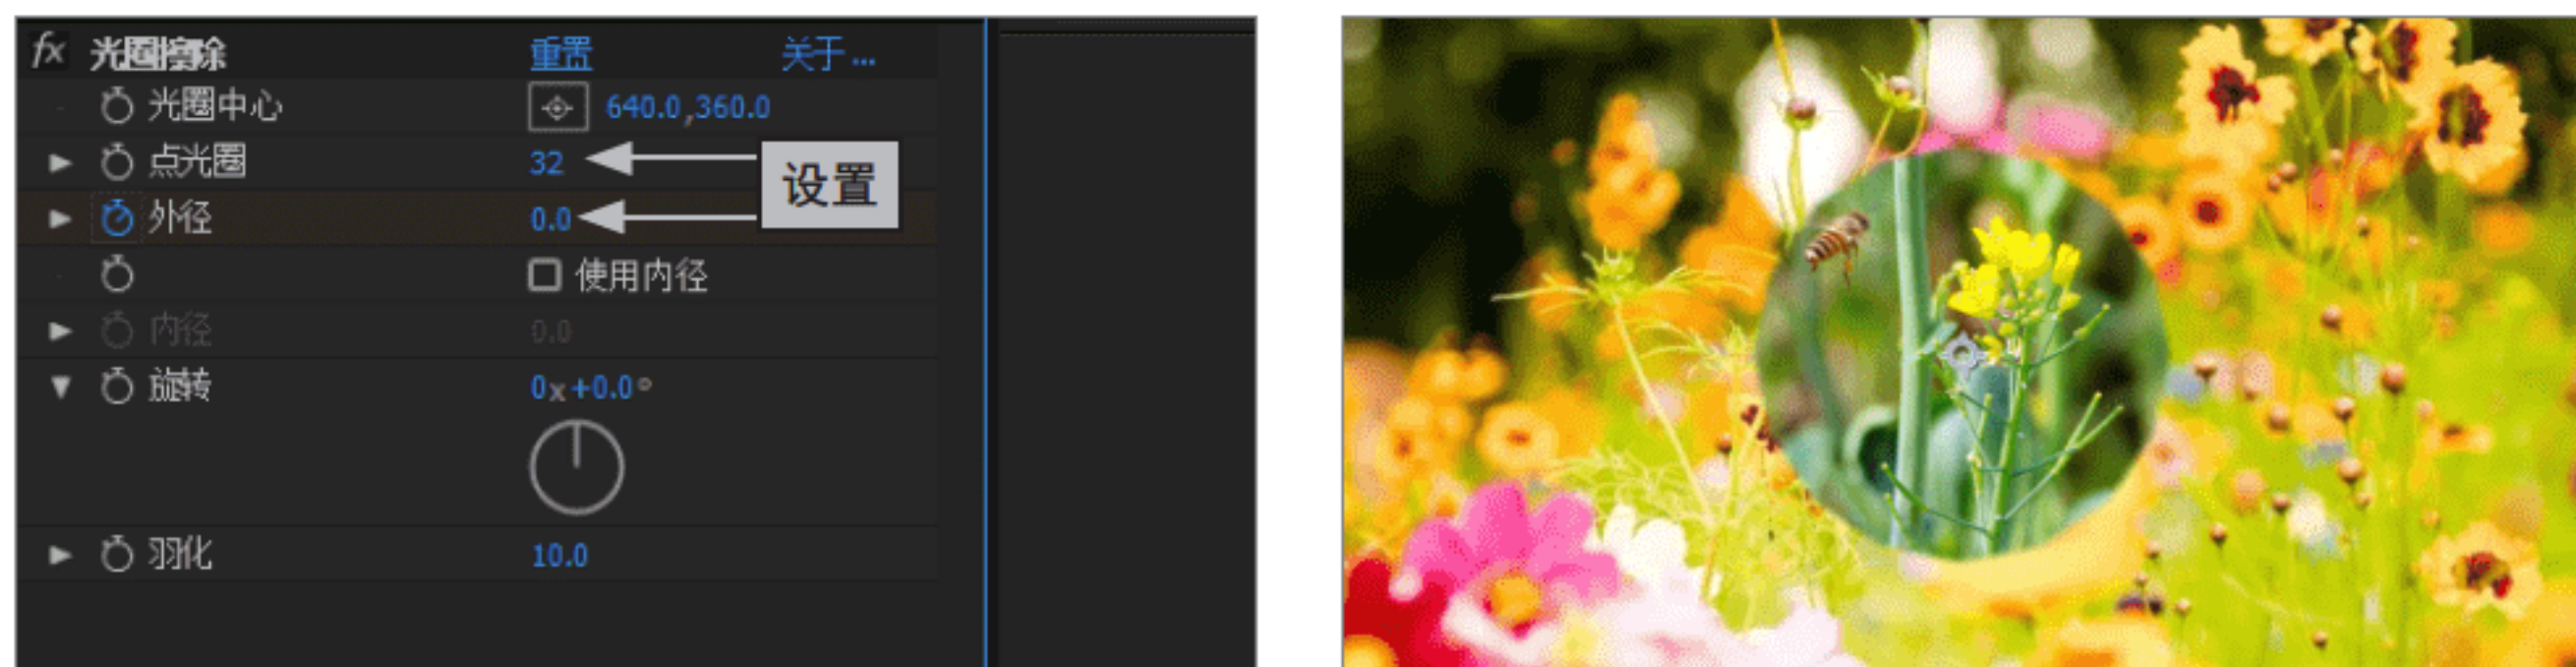 fx 光圈擦除 重置 关于...
光圈中心 640.0,360.0
点光圈 32
设置
外径 0.0
使用内径
内径 0.0
旋转 0x+0.0°
羽化 10.0